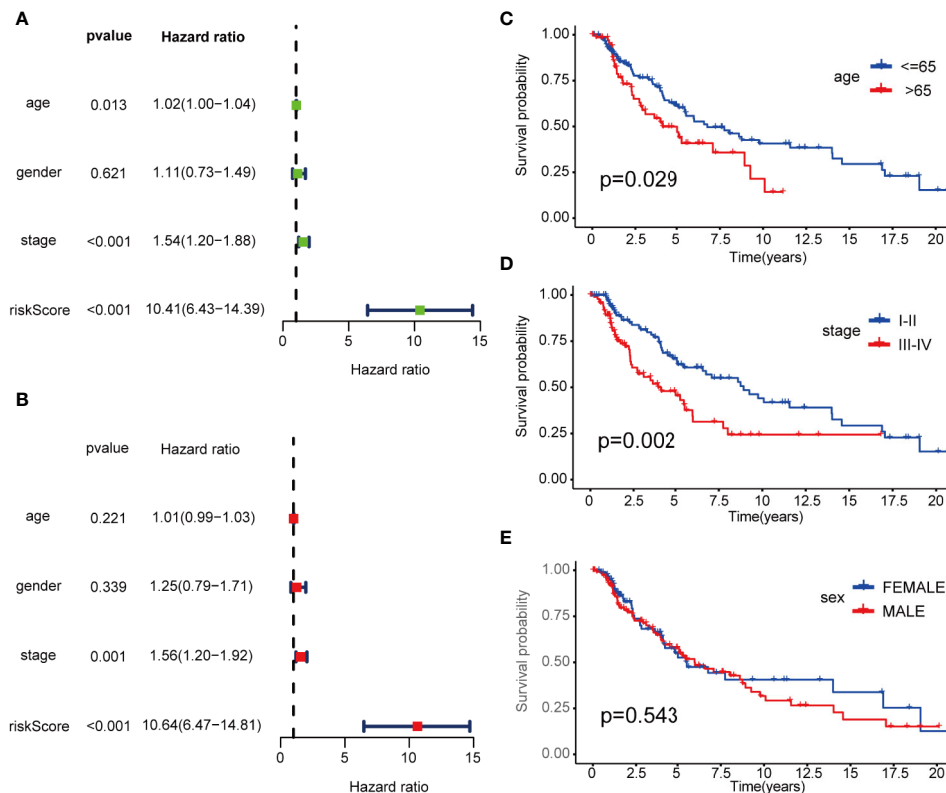 A
pvalue Hazard ratio
age 0.013 1.02(1.00−1.04)
gender 0.621 1.11(0.73−1.49)
stage <0.001 1.54(1.20−1.88)
riskScore <0.001 10.41(6.43−14.39)
0 5 10 15
Hazard ratio
B
pvalue Hazard ratio
age 0.221 1.01(0.99−1.03)
gender 0.339 1.25(0.79−1.71)
stage 0.001 1.56(1.20−1.92)
riskScore <0.001 10.64(6.47−14.81)
0 5 10 15
Hazard ratio
C
Survival probability
1.00
0.75
0.50
0.25
0.00
age
<=65
>65
p=0.029
0 2.5 5 7.5 10 12.5 15 17.5 20
Time(years)
D
Survival probability
1.00
0.75
0.50
0.25
0.00
stage
I-II
III-IV
p=0.002
0 2.5 5 7.5 10 12.5 15 17.5 20
Time(years)
E
Survival probability
1.00
0.75
0.50
0.25
0.00
sex
FEMALE
MALE
p=0.543
0 2.5 5 7.5 10 12.5 15 17.5 20
Time(years)